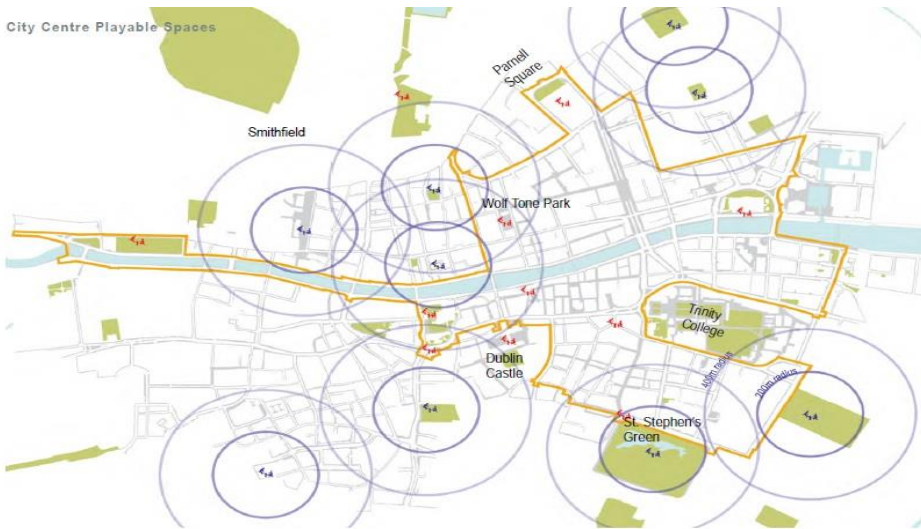 City Centre Playable Spaces
Parnell
Square
Smithfield
Wolf Tone Park
Trinity
College
Dublin
Castle
400m radius
200m radius
St. Stephen's
Green